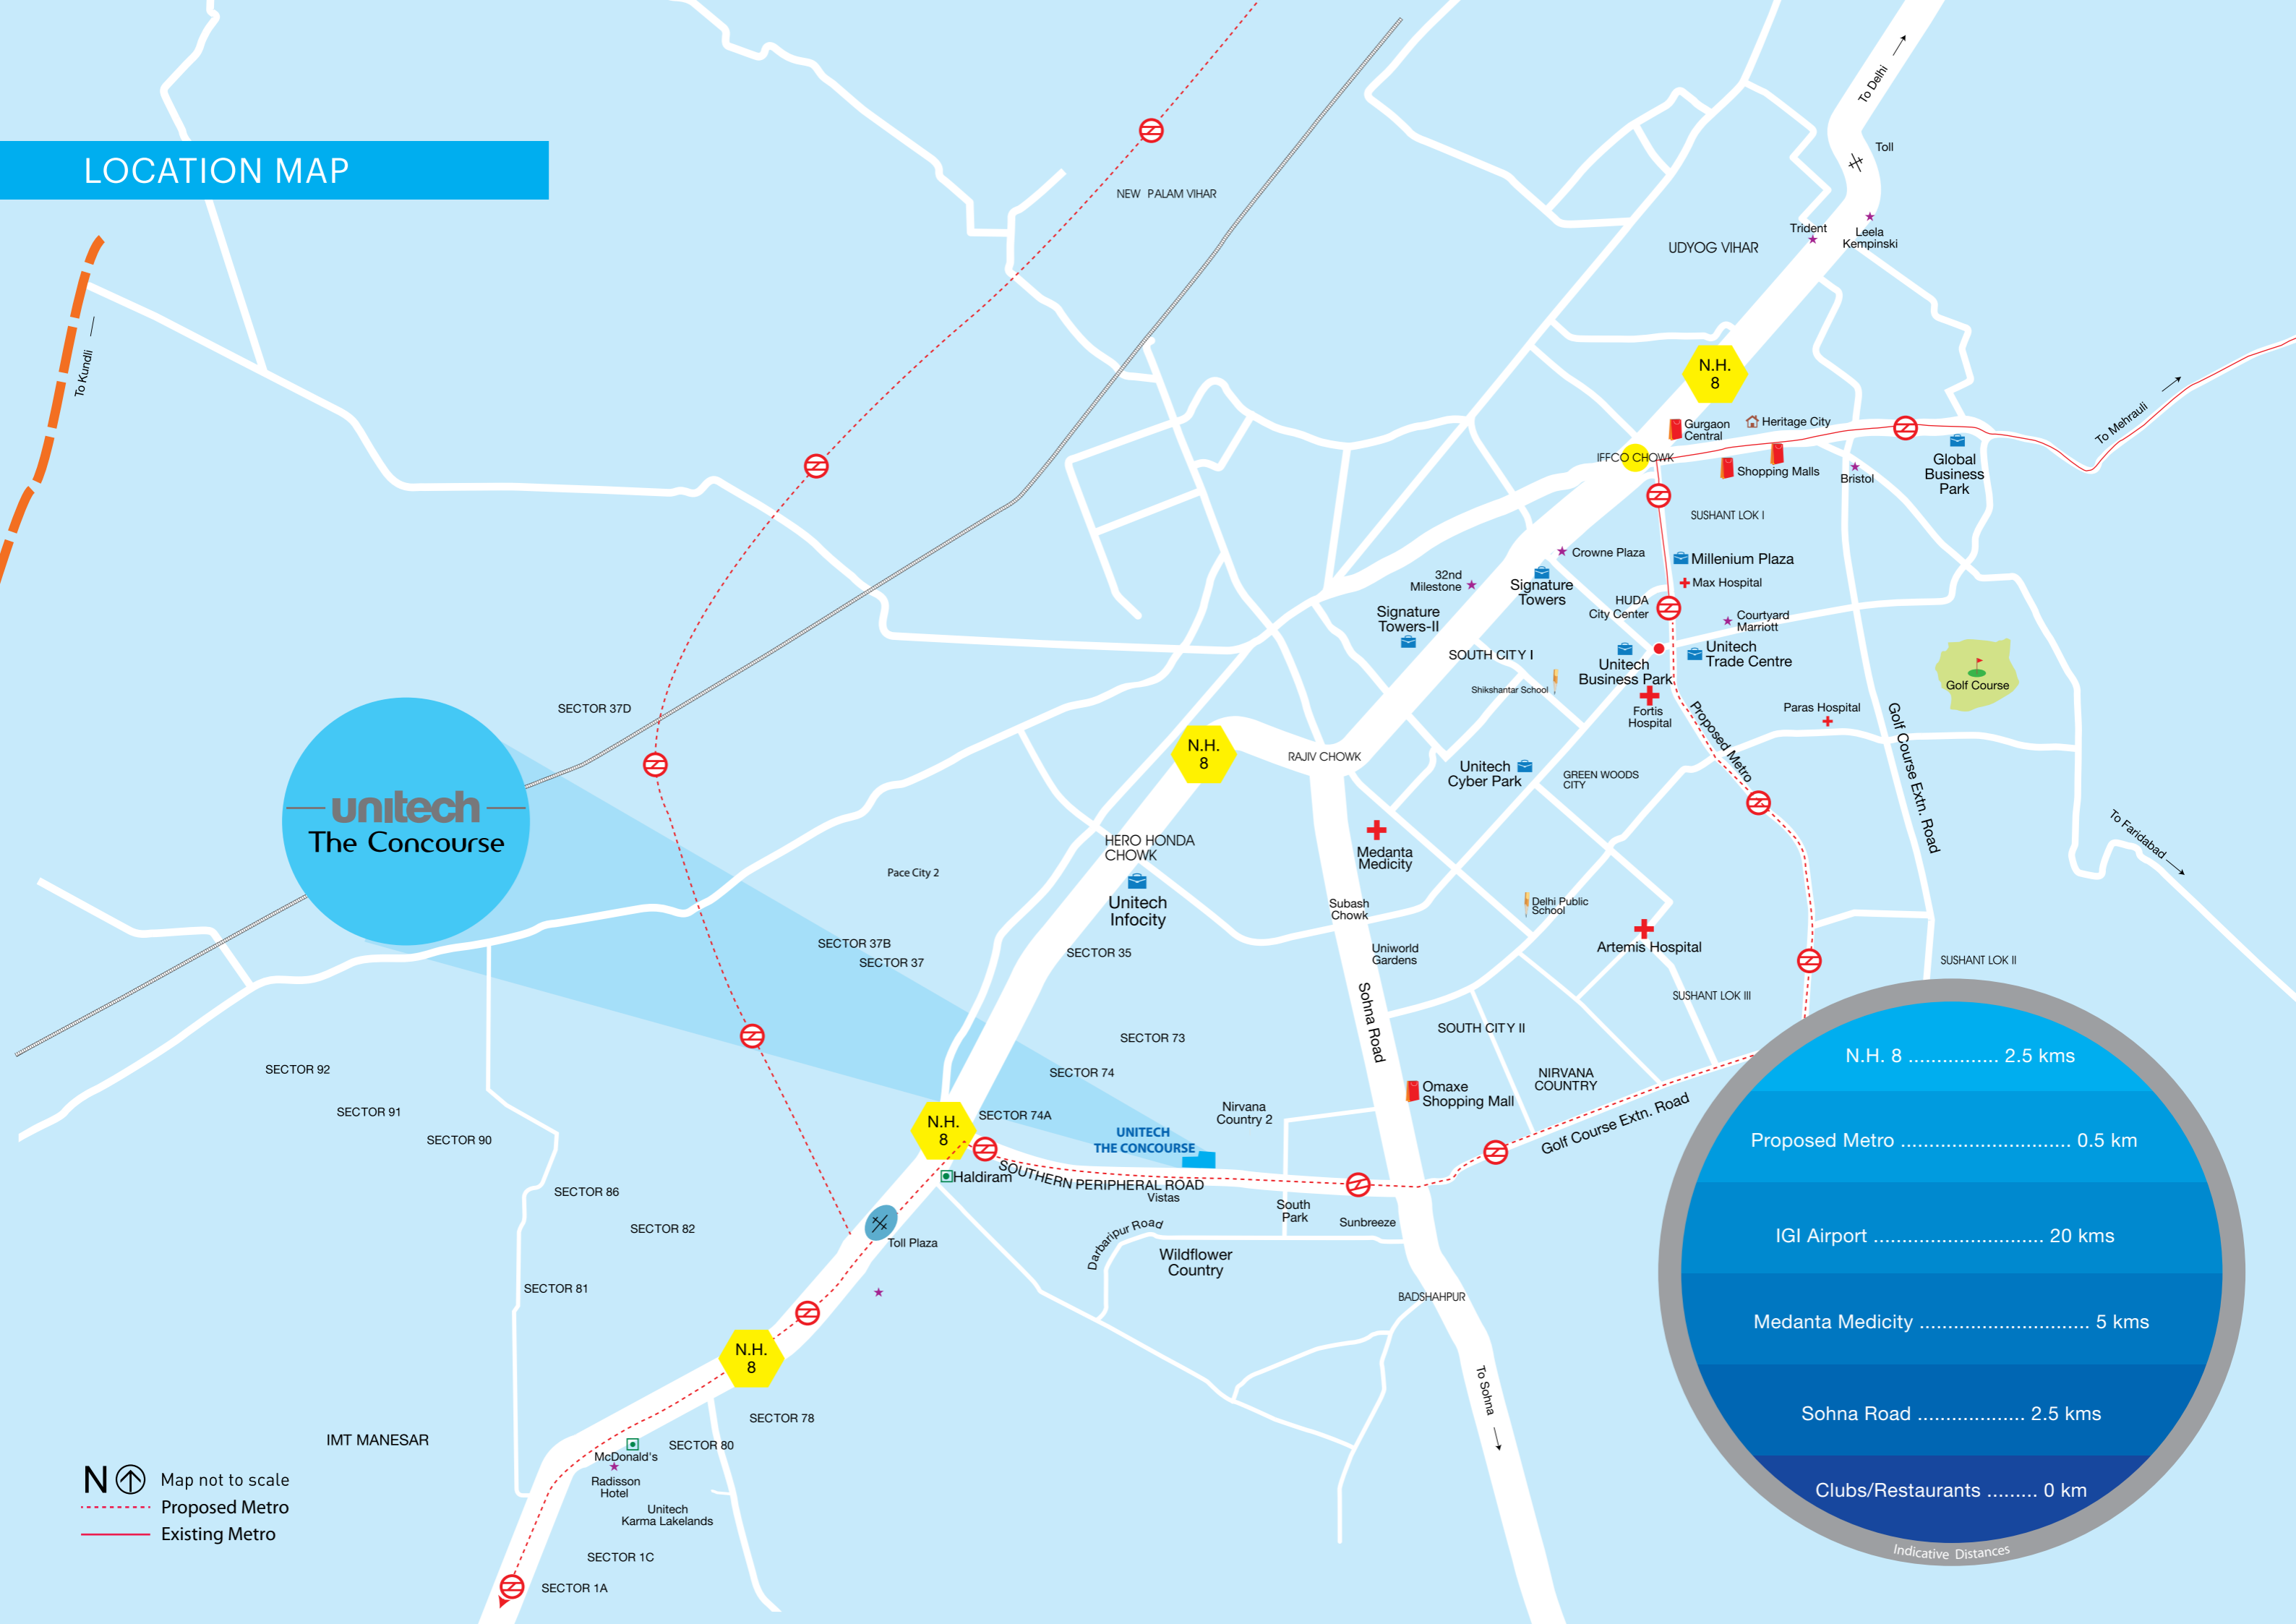 LOCATION MAP
To Delhi
Toll
NEW PALAM VIHAR
Trident
Leela
Kempinski
UDYOG VIHAR
To Kundli
N.H.
8
To Mehrauli
Gurgaon
Central
Heritage City
IFFCO CHOWK
Shopping Malls
Bristol
Global
Business
Park
SUSHANT LOK I
Crowne Plaza
Millenium Plaza
32nd
Milestone
Signature
Towers
Max Hospital
HUDA
City Center
Signature
Towers-II
Courtyard
Marriott
SOUTH CITY I
Unitech
Business Park
Unitech
Trade Centre
Shikshantar School
Golf Course
Fortis
Hospital
Paras Hospital
SECTOR 37D
Proposed Metro
Golf Course Extn. Road
N.H.
8
RAJIV CHOWK
Unitech
Cyber Park
GREEN WOODS
CITY
unitech
The Concourse
HERO HONDA
CHOWK
Medanta
Medicity
To Faridabad
Pace City 2
Unitech
Infocity
Subash
Chowk
Delhi Public
School
SECTOR 37B
SECTOR 37
SECTOR 35
Uniworld
Gardens
Artemis Hospital
SUSHANT LOK II
Sohna Road
SUSHANT LOK III
SECTOR 73
SOUTH CITY II
SECTOR 92
SECTOR 74
NIRVANA
COUNTRY
Omaxe
Shopping Mall
SECTOR 91
SECTOR 74A
Nirvana
Country 2
N.H.
8
SECTOR 90
UNITECH
THE CONCOURSE
Golf Course Extn. Road
Haldiram
SOUTHERN PERIPHERAL ROAD
Vistas
SECTOR 86
South
Park
Sunbreeze
SECTOR 82
Toll Plaza
Darbaripur Road
Wildflower
Country
SECTOR 81
BADSHAHPUR
N.H.
8
To Sohna
SECTOR 78
IMT MANESAR
SECTOR 80
McDonald's
Radisson
Hotel
Unitech
Karma Lakelands
SECTOR 1C
SECTOR 1A
N
Map not to scale
Proposed Metro
Existing Metro
N.H. 8 ................ 2.5 kms
Proposed Metro .............................. 0.5 km
IGI Airport .............................. 20 kms
Medanta Medicity .............................. 5 kms
Sohna Road ................... 2.5 kms
Clubs/Restaurants ......... 0 km
Indicative Distances